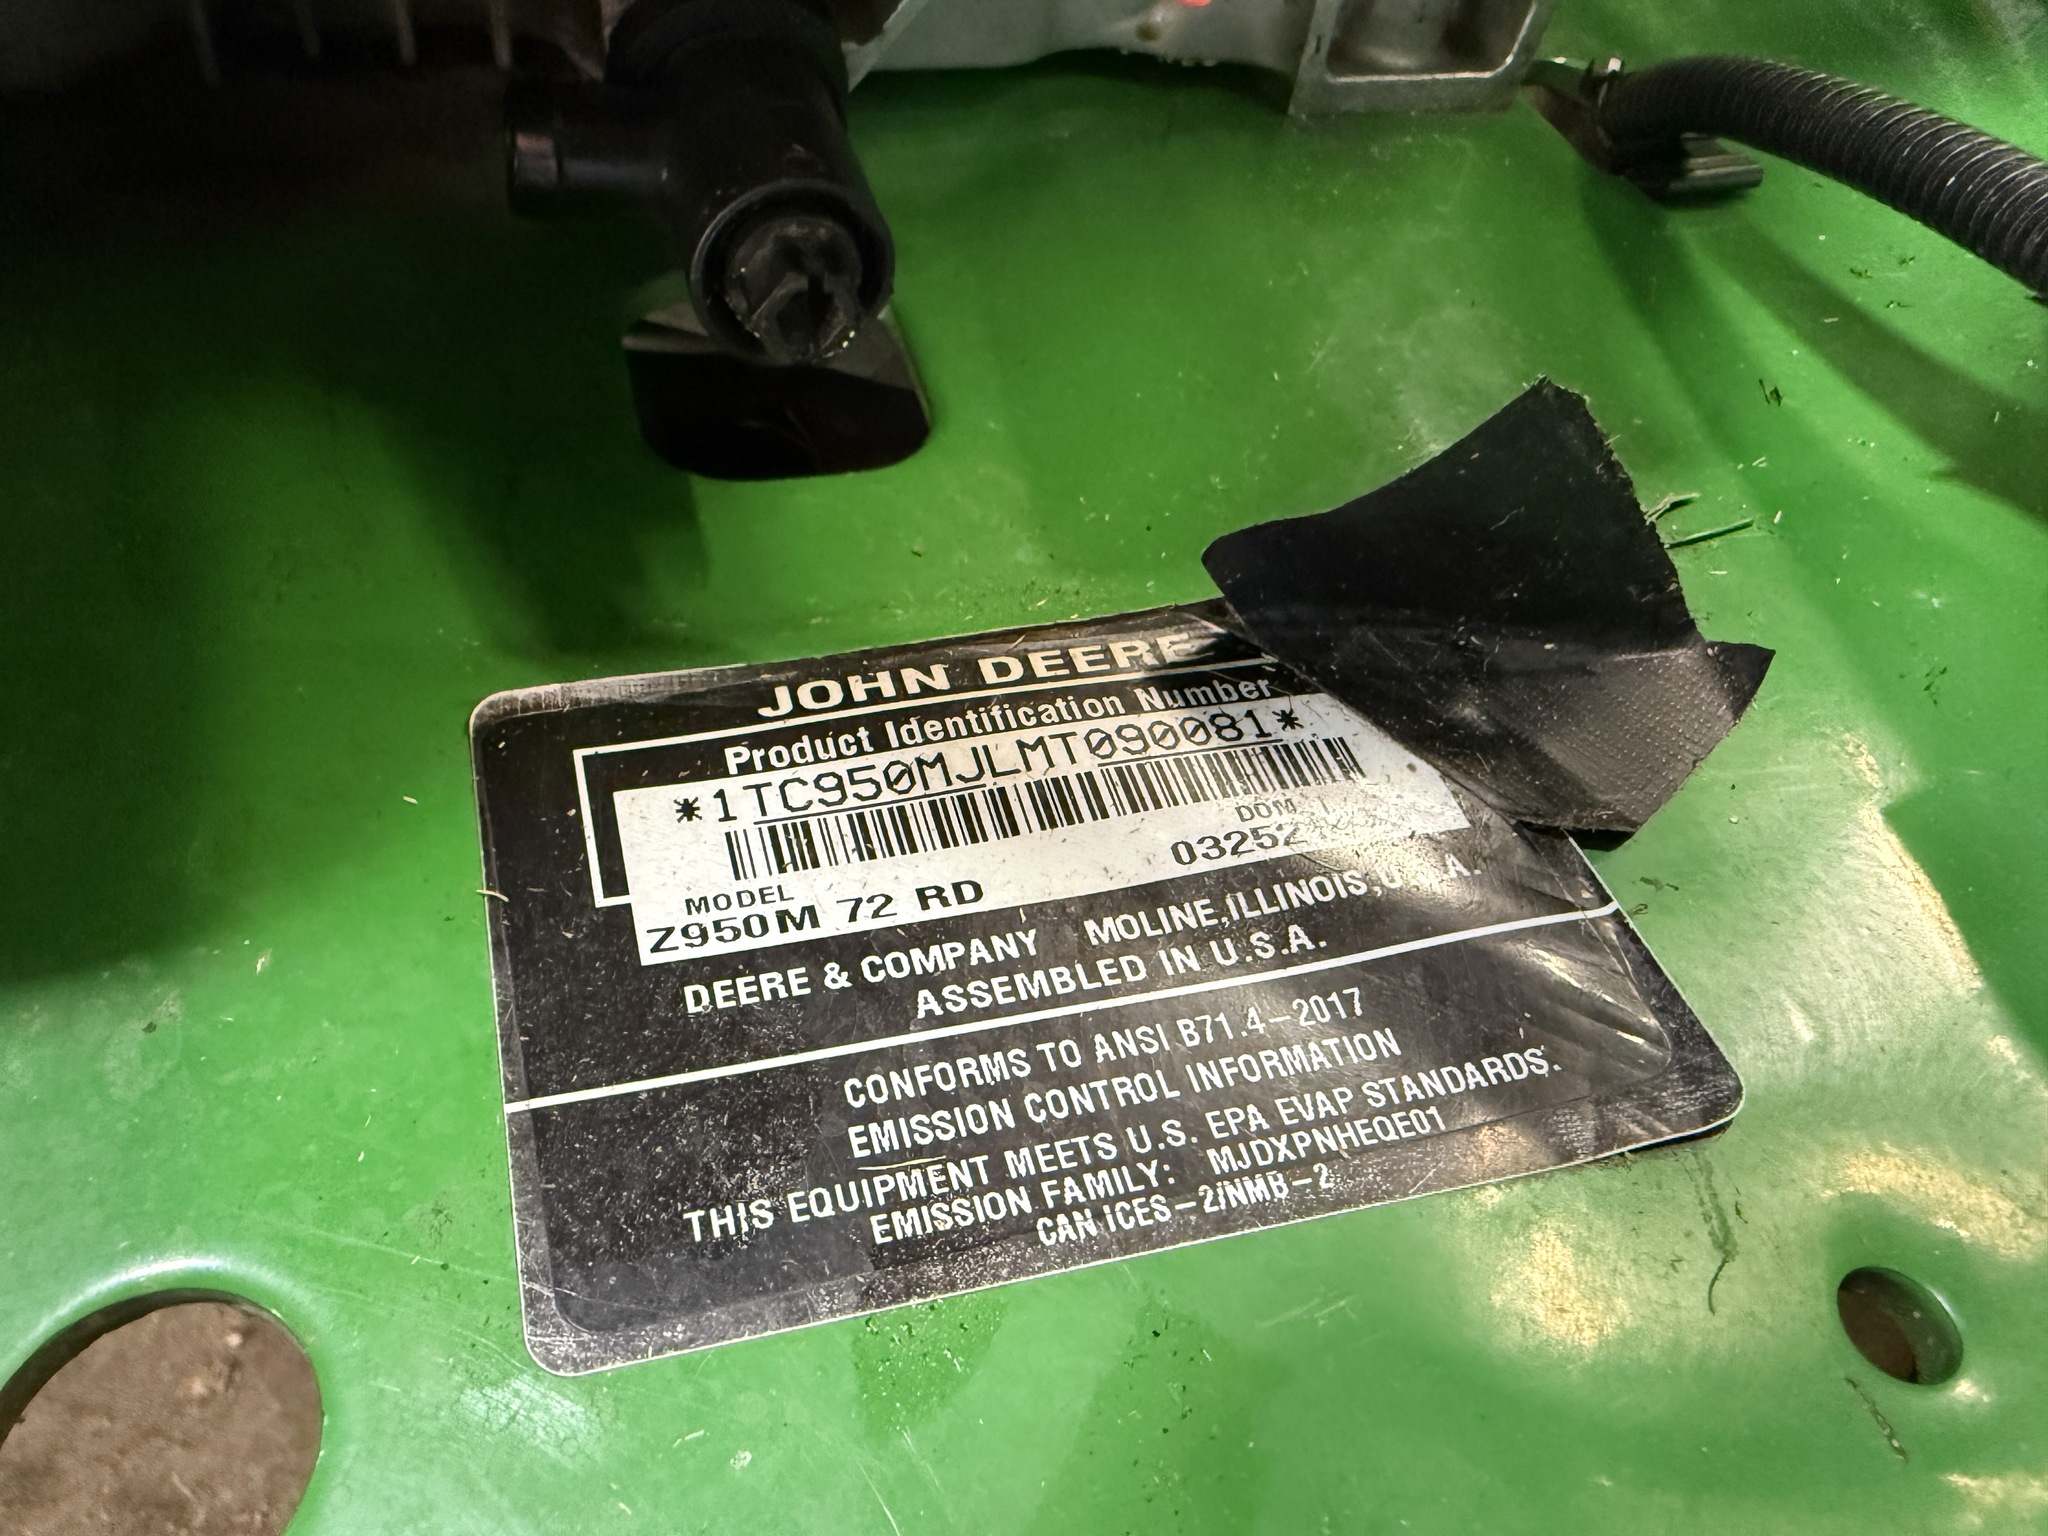 JOHN DEERE
Product Identification Number
*1TC950MJLMT090081*
DOM
MODEL
Z950M 72 RD
DEERE & COMPANY MOLINE, ILLINOIS,
ASSEMBLED IN U.S.A.
CONFORMS TO ANSI B71.4-2017
EMISSION CONTROL INFORMATION
THIS EQUIPMENT MEETS U.S. EPA EVAP STANDARDS.
EMISSION FAMILY: MJDXPNHEQE01
CAN ICES-2/NMB-2